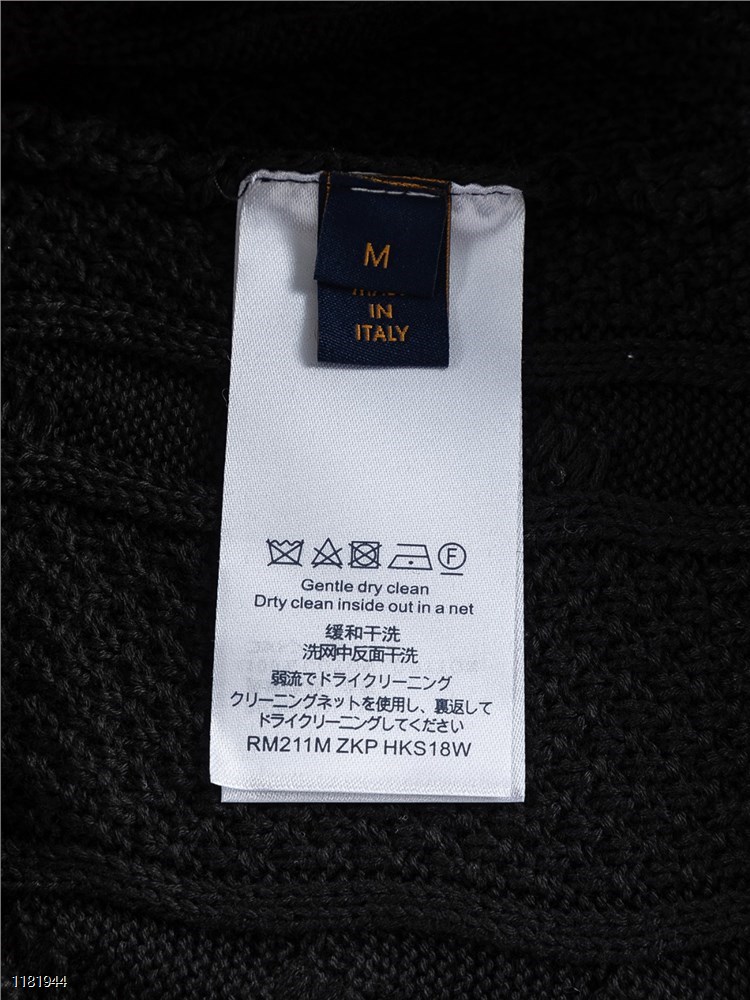 M
IN
ITALY
F
Gentle dry clean
Drty clean inside out in a net
缓和干洗
洗网中反面干洗
弱流でドライクリーニング
クリーニングネットを使用し、裏返して
ドライクリーニングしてください
RM211M ZKP HKS18W
1181944